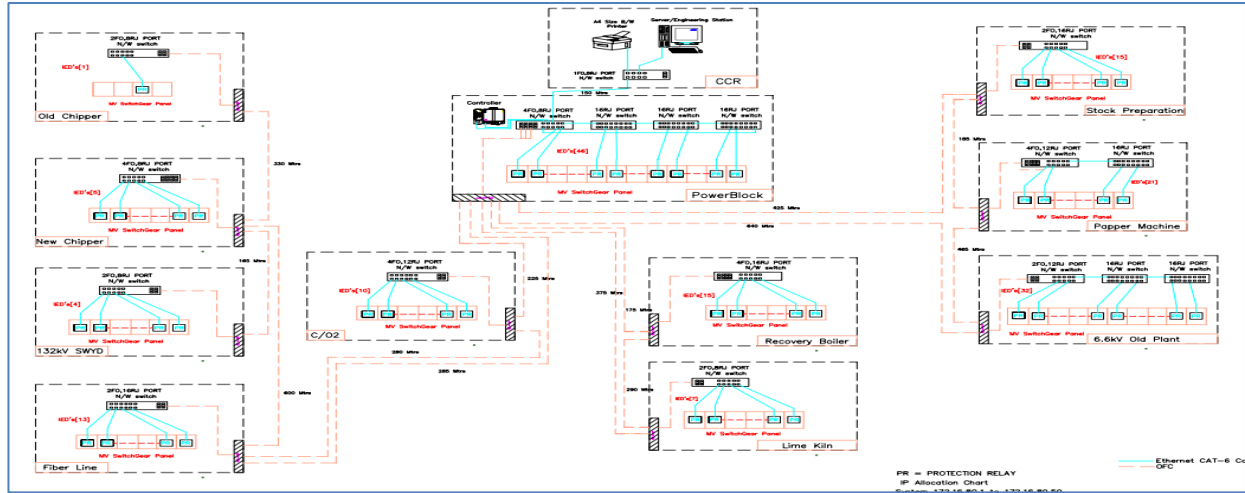 A4 Size B/W
Printer
Server/Engineering Station
1FO,8RJ PORT
N/W switch
CCR
150 Mtrs
2FO,8RJ PORT
N/W switch
IED's[1]
MV SwitchGear Panel
Old Chipper
330 Mtrs
4FO,8RJ PORT
N/W switch
IED's[5]
MV SwitchGear Panel
New Chipper
165 Mtrs
2FO,8RJ PORT
N/W switch
IED's[4]
MV SwitchGear Panel
132kV SWYD
600 Mtrs
2FO,16RJ PORT
N/W switch
IED's[13]
MV SwitchGear Panel
Fiber Line
Controller
4FO,8RJ PORT
N/W switch
16RJ PORT
N/W switch
16RJ PORT
N/W switch
16RJ PORT
N/W switch
IED's[46]
MV SwitchGear Panel
PowerBlock
425 Mtrs
640 Mtrs
4FO,12RJ PORT
N/W switch
IED's[10]
MV SwitchGear Panel
C/O2
225 Mtrs
280 Mtrs
285 Mtrs
375 Mtrs
175 Mtrs
290 Mtrs
4FO,16RJ PORT
N/W switch
IED's[15]
MV SwitchGear Panel
Recovery Boiler
2FO,8RJ PORT
N/W switch
IED's[7]
MV SwitchGear Panel
Lime Kiln
2FO,16RJ PORT
N/W switch
IED's[15]
MV SwitchGear Panel
Stock Preparation
185 Mtrs
4FO,12RJ PORT
N/W switch
16RJ PORT
N/W switch
IED's[21]
MV SwitchGear Panel
Papper Machine
465 Mtrs
2FO,12RJ PORT
N/W switch
16RJ PORT
N/W switch
16RJ PORT
N/W switch
IED's[32]
MV SwitchGear Panel
6.6kV Old Plant
Ethernet CAT-6 Ca
OFC
PR = PROTECTION RELAY
IP Allocation Chart